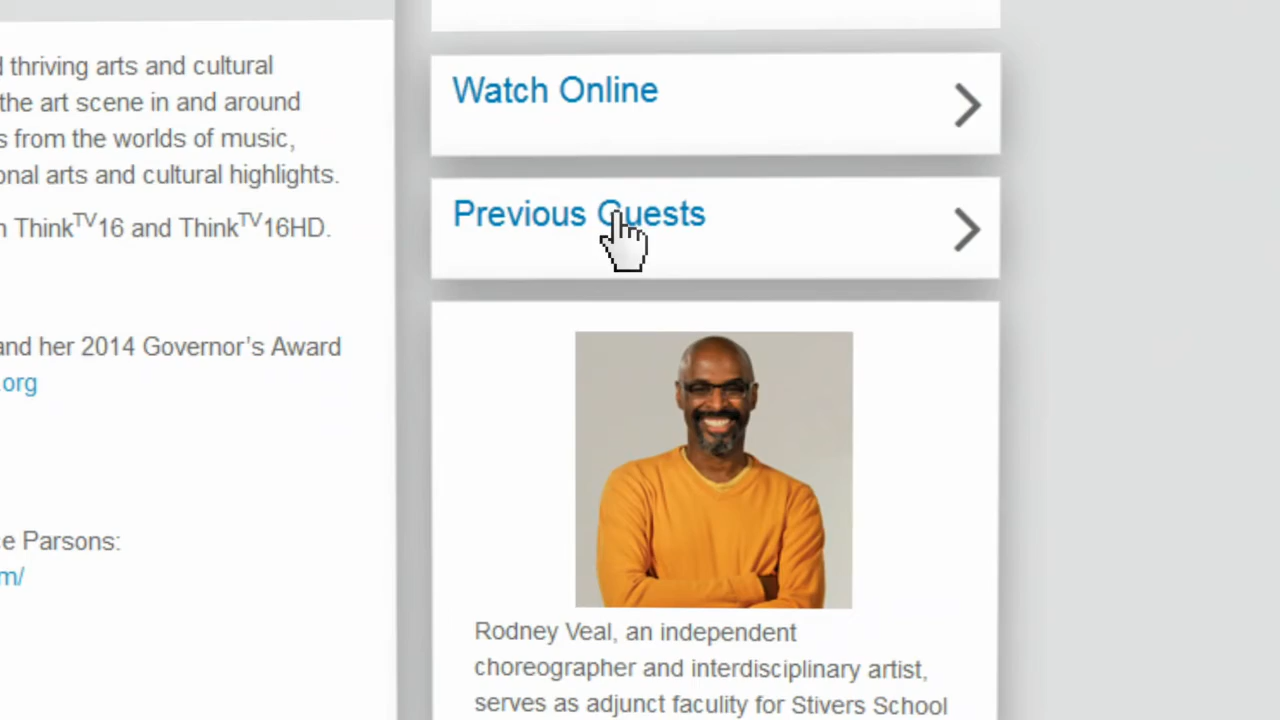 d thriving arts and cultural
the art scene in and around
s from the worlds of music,
onal arts and cultural highlights.
n ThinkTV16 and ThinkTV16HD.
and her 2014 Governor's Award
.org
ce Parsons:
m/
Watch Online
Previous Guests
Rodney Veal, an independent
choreographer and interdisciplinary artist,
serves as adjunct faculty for Stivers School